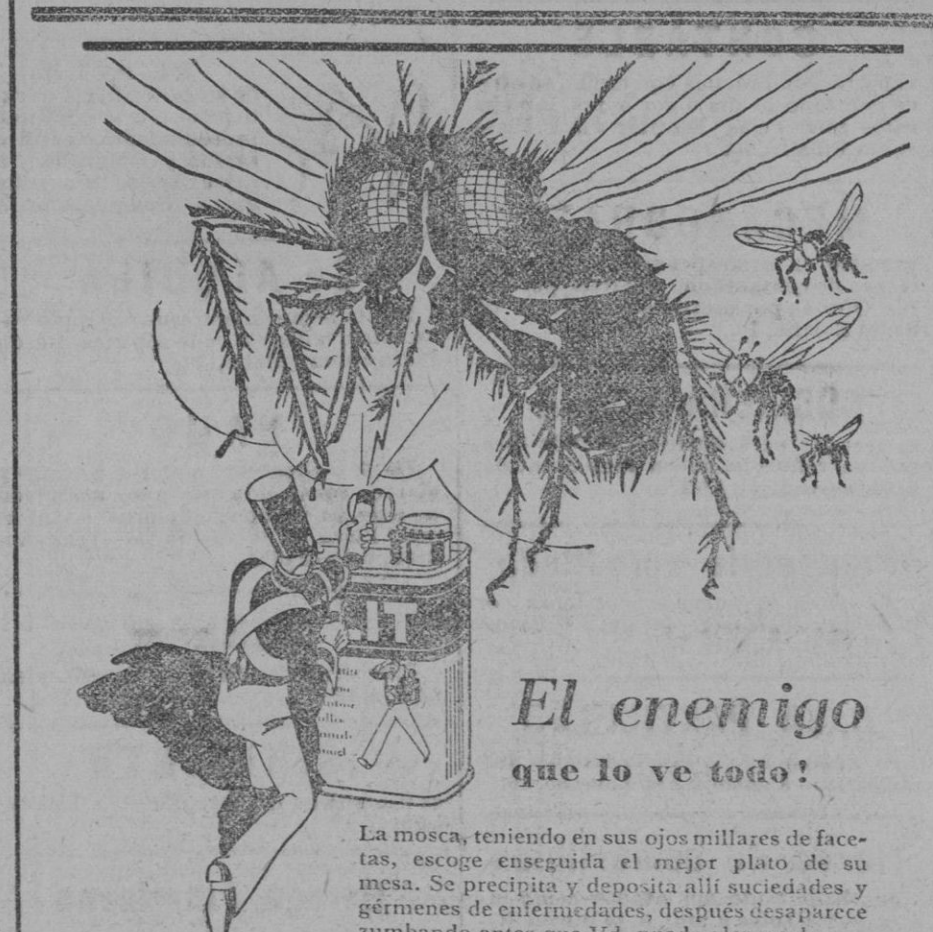 LIT
El enemigo
que lo ve todo!
La mosca, teniendo en sus ojos millares de face-
tas, escoge enseguida el mejor plato de su
mesa. Se precipita y deposita allí suciedades y
gérmenes de enfermedades, después desaparece